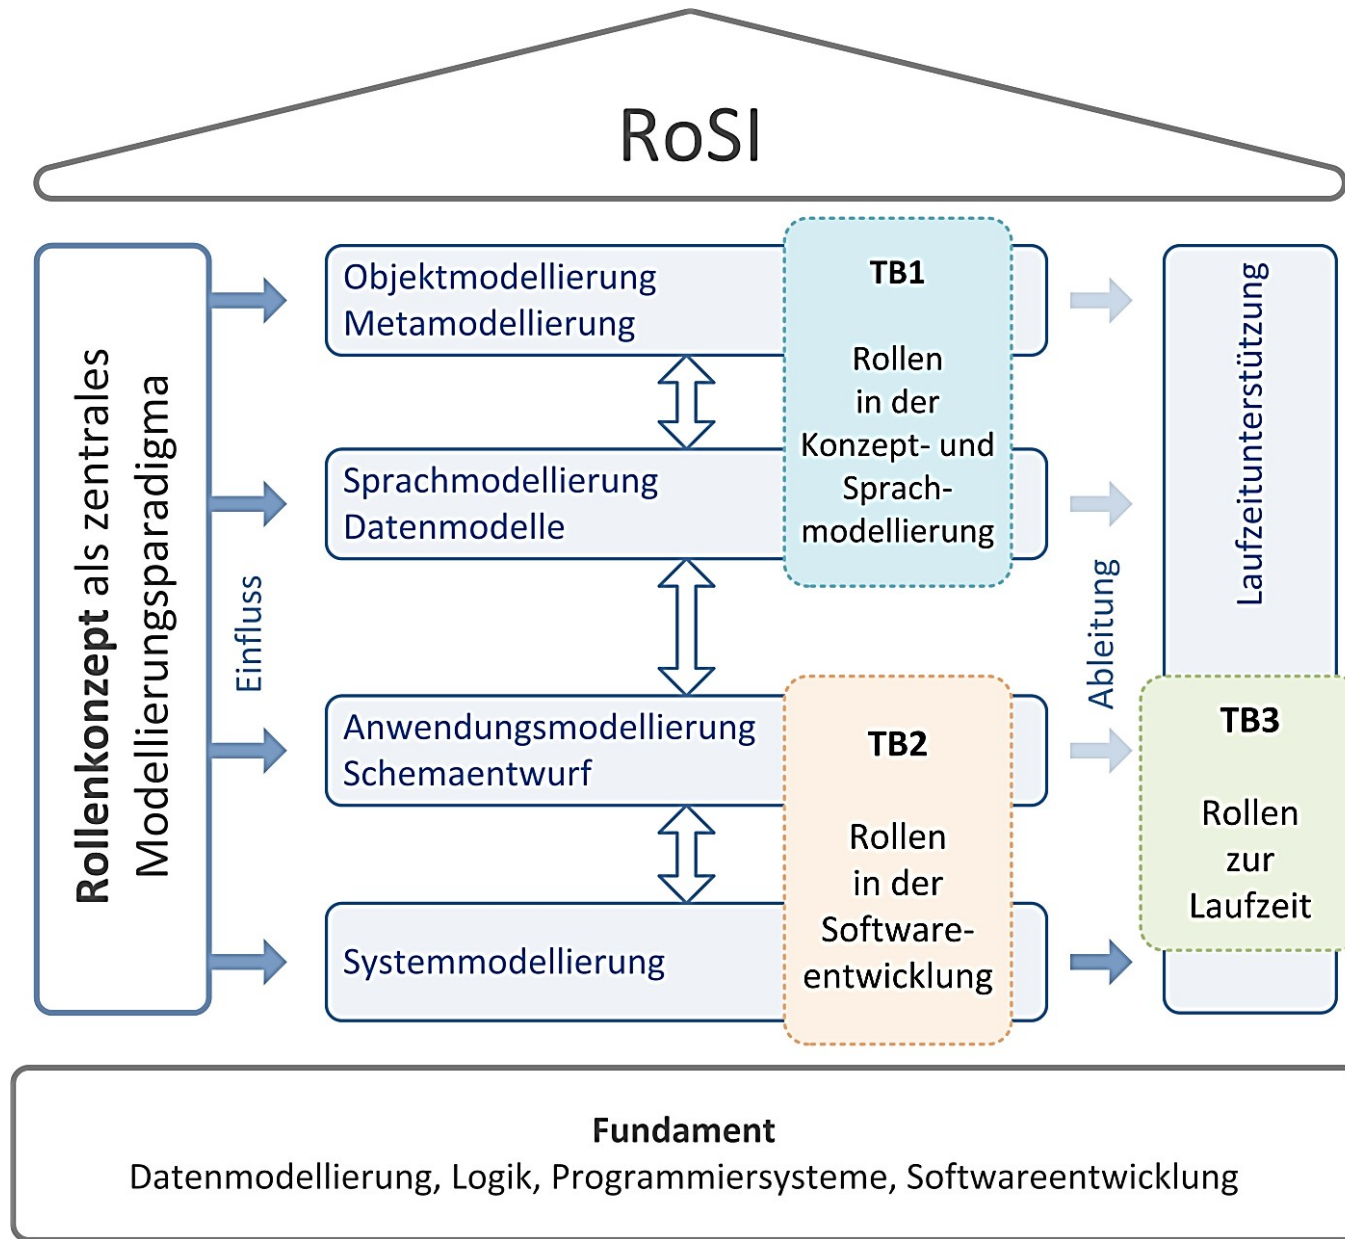 RoSI
Rollenkonzept als zentrales
Modellierungsparadigma
Einfluss
Objektmodellierung
Metamodellierung
Sprachmodellierung
Datenmodelle
Anwendungsmodellierung
Schemaentwurf
Systemmodellierung
TB1
Rollen
in der
Konzept- und
Sprach-
modellierung
TB2
Rollen
in der
Software-
entwicklung
Ableitung
Laufzeitunterstützung
TB3
Rollen
zur
Laufzeit
Fundament
Datenmodellierung, Logik, Programmiersysteme, Softwareentwicklung